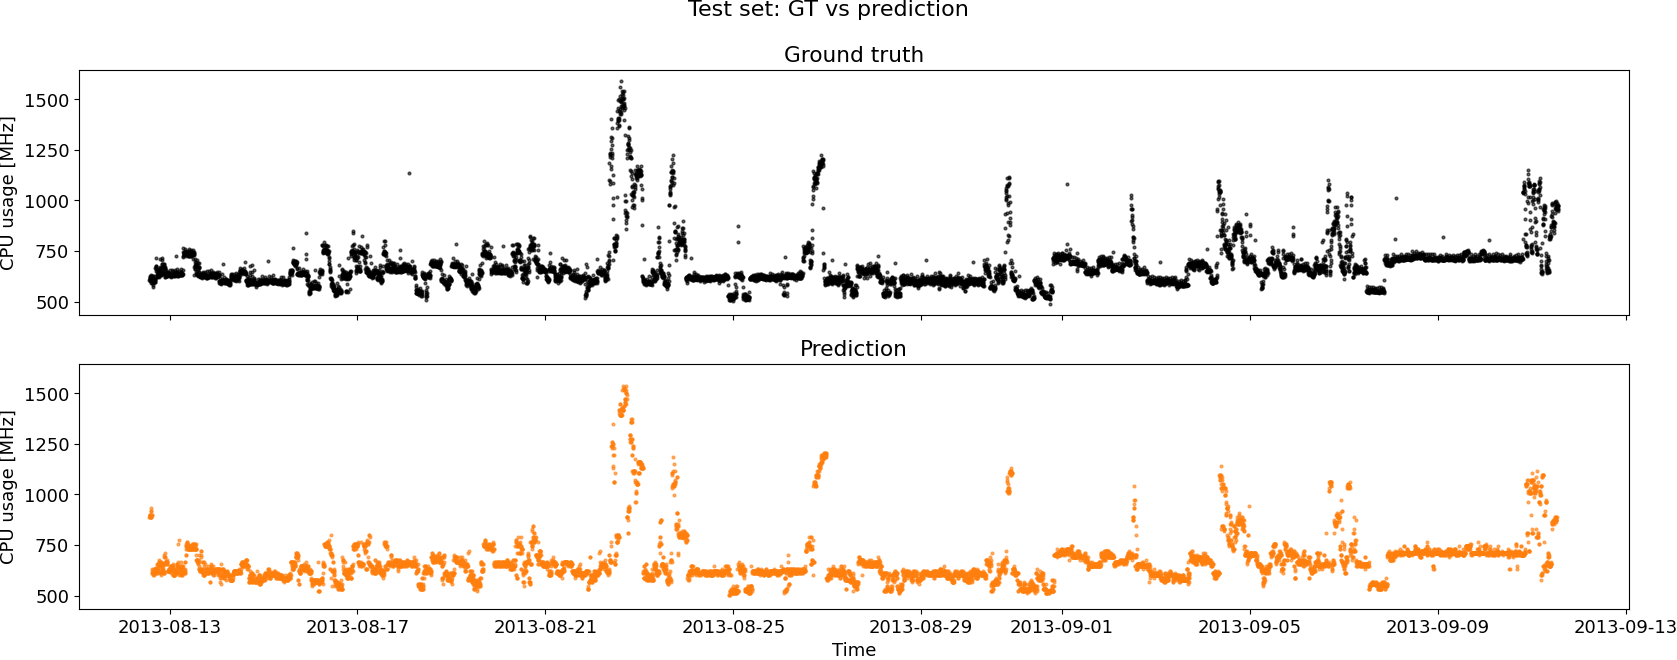 Test set: GT vs prediction
Ground truth
CPU usage [MHz]
1500
1250
1000
750
500
Prediction
CPU usage [MHz]
1500
1250
1000
750
500
2013-08-13 2013-08-17 2013-08-21 2013-08-25 2013-08-29 2013-09-01 2013-09-05 2013-09-09 2013-09-13
Time